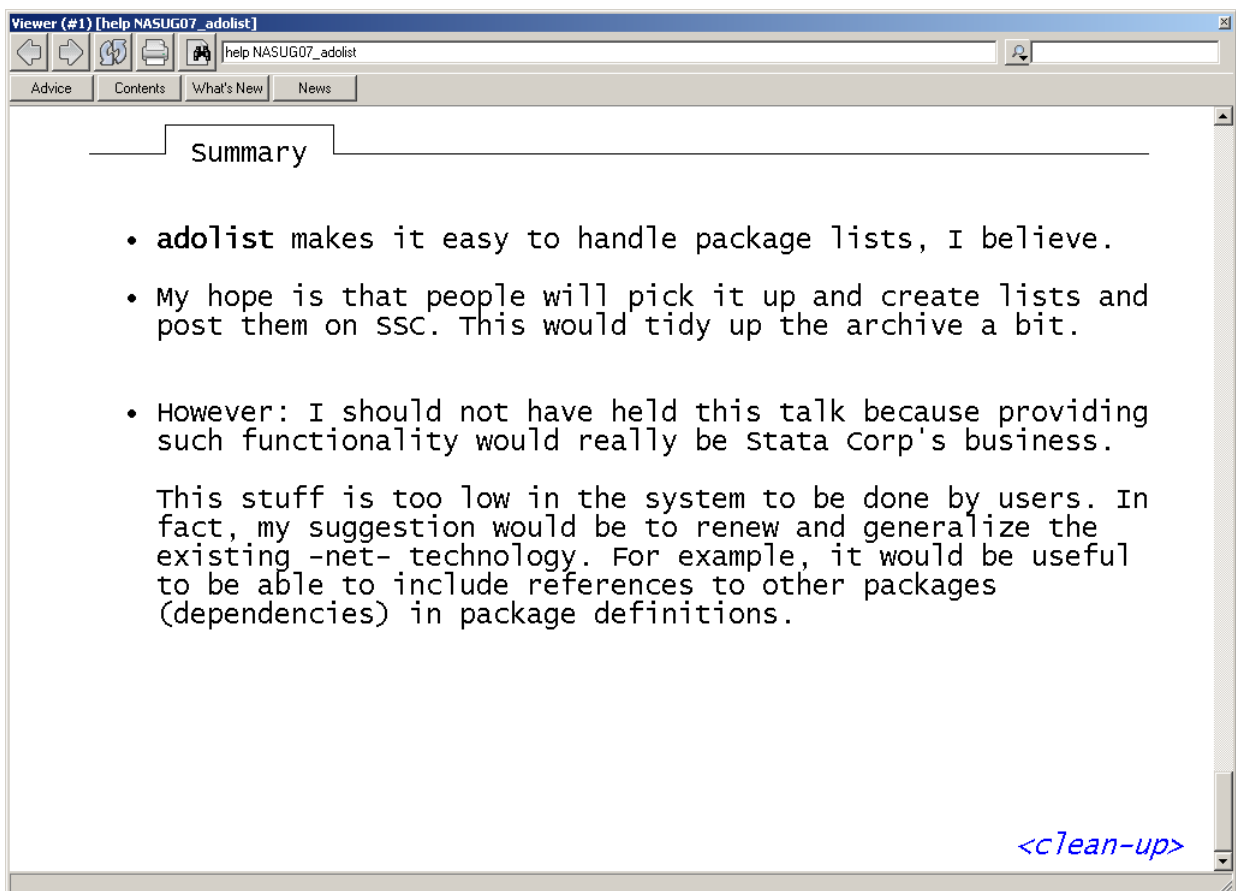 Viewer (#1) [help NASUG07_adolist]
help NASUG07_adolist
Advice Contents What's New News
Summary
• adolist makes it easy to handle package lists, I believe.
• My hope is that people will pick it up and create lists and
post them on SSC. This would tidy up the archive a bit.
• However: I should not have held this talk because providing
such functionality would really be Stata Corp's business.
This stuff is too low in the system to be done by users. In
fact, my suggestion would be to renew and generalize the
existing -net- technology. For example, it would be useful
to be able to include references to other packages
(dependencies) in package definitions.
<clean-up>